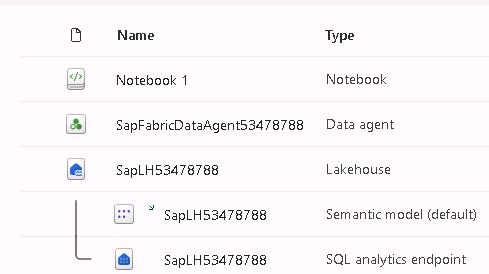 Name Type
Notebook 1 Notebook
SapFabricDataAgent53478788 Data agent
SapLH53478788 Lakehouse
SapLH53478788 Semantic model (default)
SapLH53478788 SQL analytics endpoint